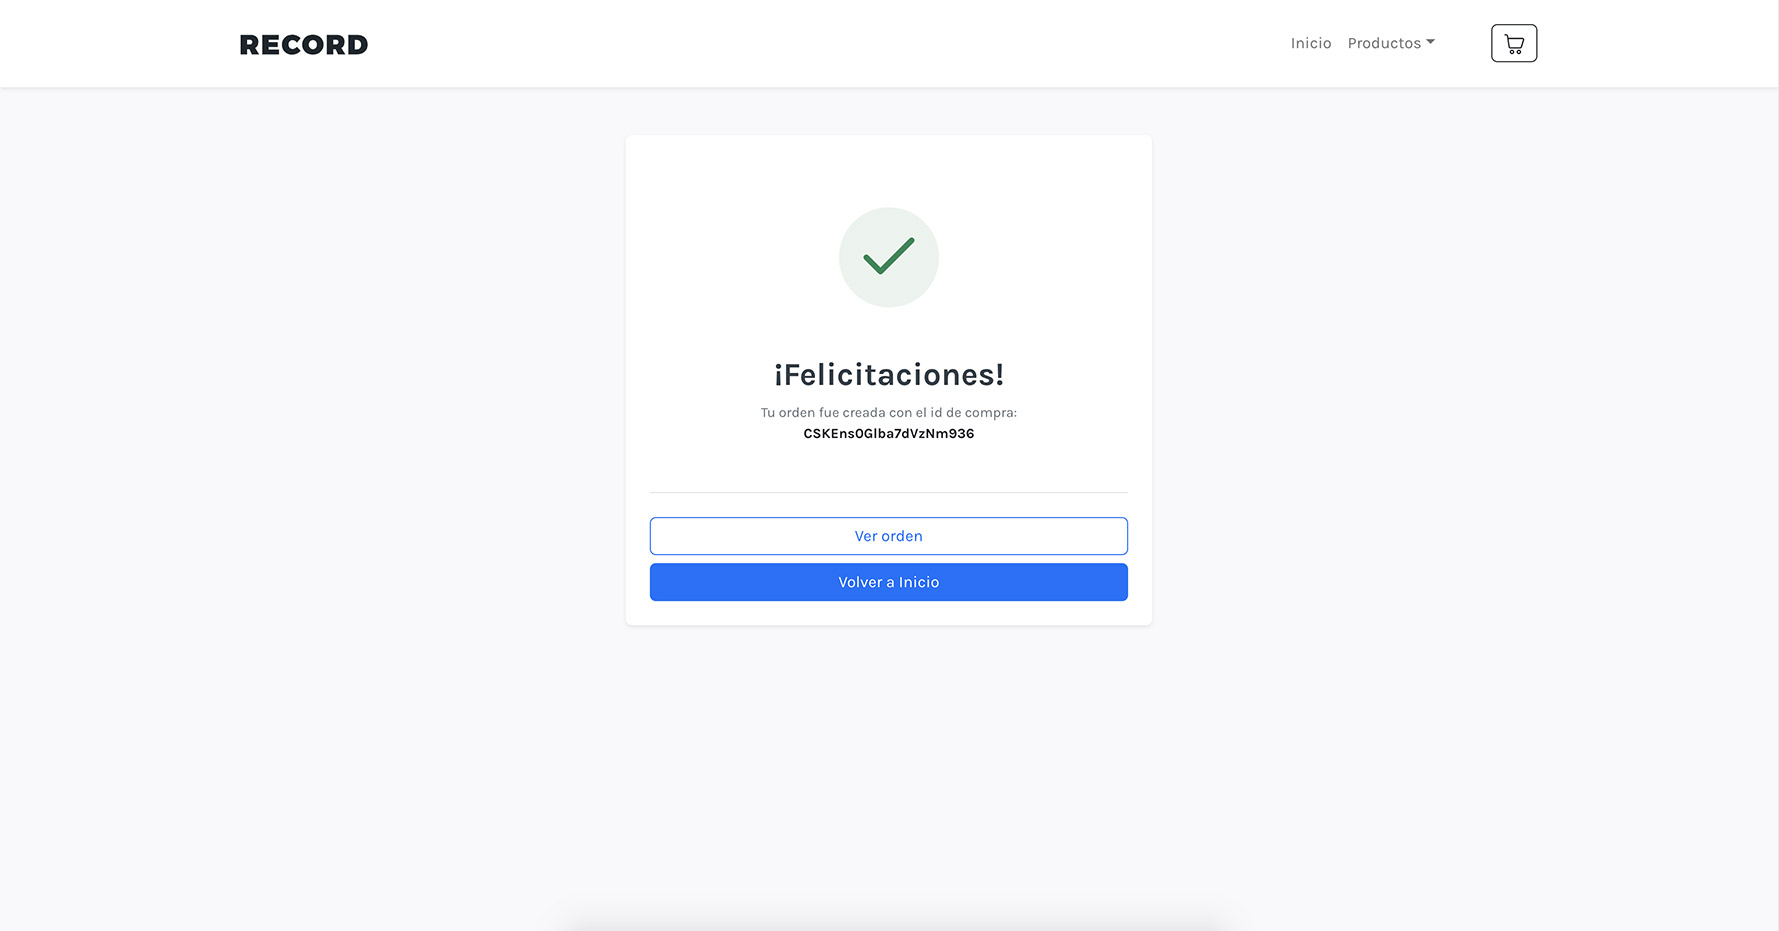 RECORD
Inicio Productos
¡Felicitaciones!
Tu orden fue creada con el id de compra:
CSKEns0Glba7dVzNm936
Ver orden
Volver a Inicio